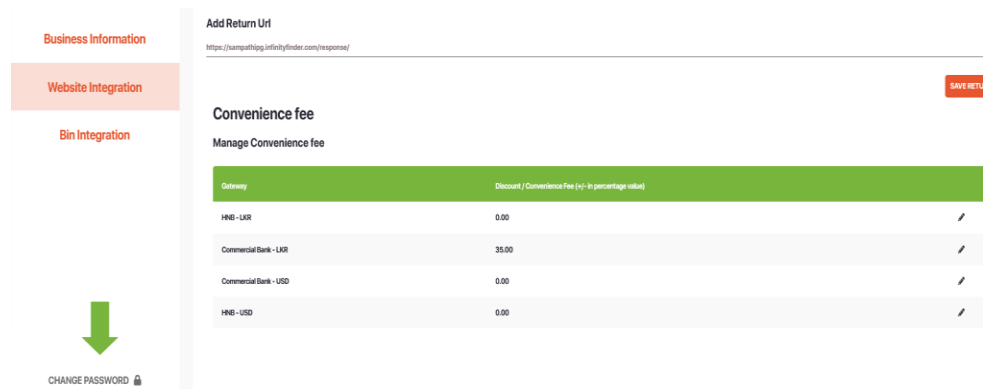 Business Information
Website Integration
Bin Integration
CHANGE PASSWORD
Add Return Url
https://sampathipg.infinityfinder.com/response/
SAVE RETU
Convenience fee
Manage Convenience fee
Gateway Discount / Convenience Fee (+/- in percentage value)
HNB - LKR 0.00
Commercial Bank - LKR 35.00
Commercial Bank - USD 0.00
HNB - USD 0.00